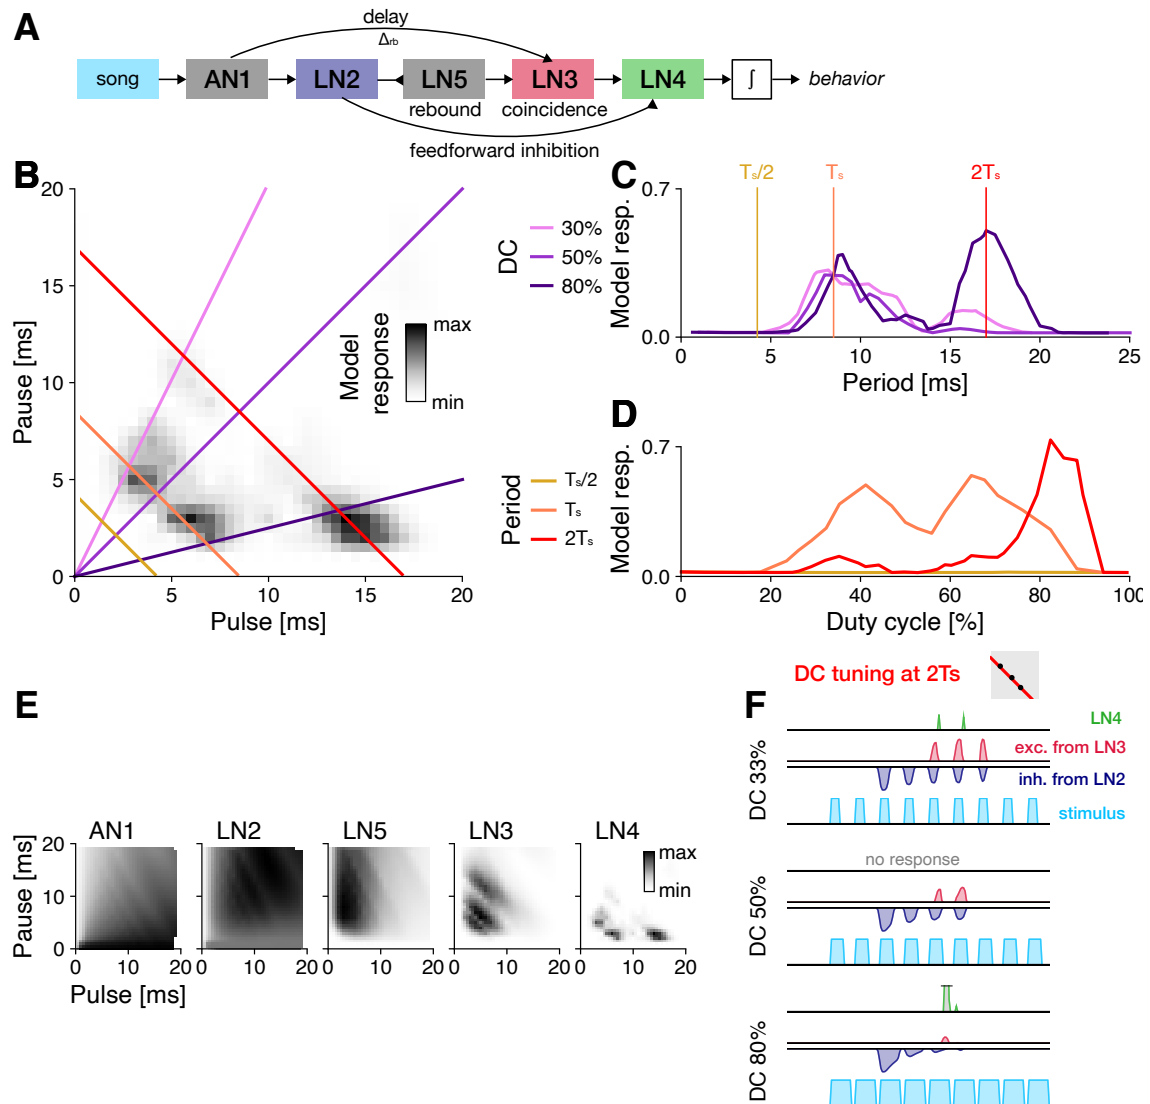 A
delay
Δrb
song
AN1
LN2
LN5
LN3
LN4
∫
behavior
rebound
coincidence
feedforward inhibition
B
20
15
10
5
0
0
5
10
15
20
Pause [ms]
Pulse [ms]
DC
30%
50%
80%
Model response
max
min
Period
Ts/2
Ts
2Ts
C
Ts/2
Ts
2Ts
0.7
0.0
Model resp.
0
5
10
15
20
25
Period [ms]
D
0.7
0.0
Model resp.
0
20
40
60
80
100
Duty cycle [%]
E
AN1
LN2
LN5
LN3
LN4
max
min
Pause [ms]
20
10
0
0 10 20
0 10 20
0 10 20
0 10 20
0 10 20
Pulse [ms]
DC tuning at 2Ts
F
DC 33%
LN4
exc. from LN3
inh. from LN2
stimulus
DC 50%
no response
DC 80%